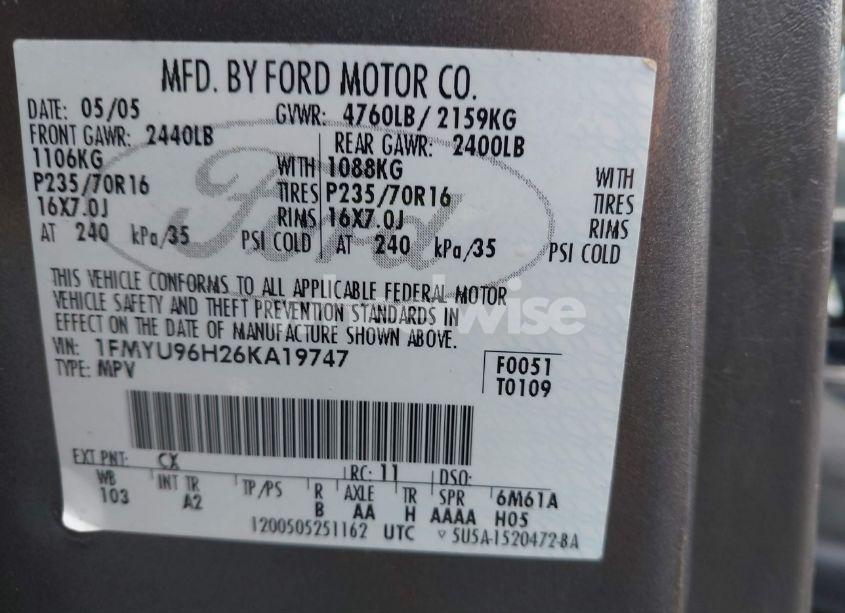 MFD. BY FORD MOTOR CO.
DATE: 05/05 GVWR: 4760LB / 2159KG
FRONT GAWR: 2440LB REAR GAWR: 2400LB
1106KG WITH 1088KG WITH
P235/70R16 TIRES P235/70R16 TIRES
16X7.0J RIMS 16X7.0J RIMS
AT 240 kPa/35 PSI COLD AT 240 kPa/35 PSI COLD
Ford
THIS VEHICLE CONFORMS TO ALL APPLICABLE FEDERAL MOTOR
VEHICLE SAFETY AND THEFT PREVENTION STANDARDS IN
EFFECT ON THE DATE OF MANUFACTURE SHOWN ABOVE.
VIN: 1FMYU96H26KA19747 F0051
TYPE: MPV T0109
EXT PNT: CX RC: 11 DSO:
WB INT TR TP/PS R AXLE TR SPR 6M61A
103 A2 B AA H AAAA H05
1200505251162 UTC ▽ 5U5A-1520472-BA